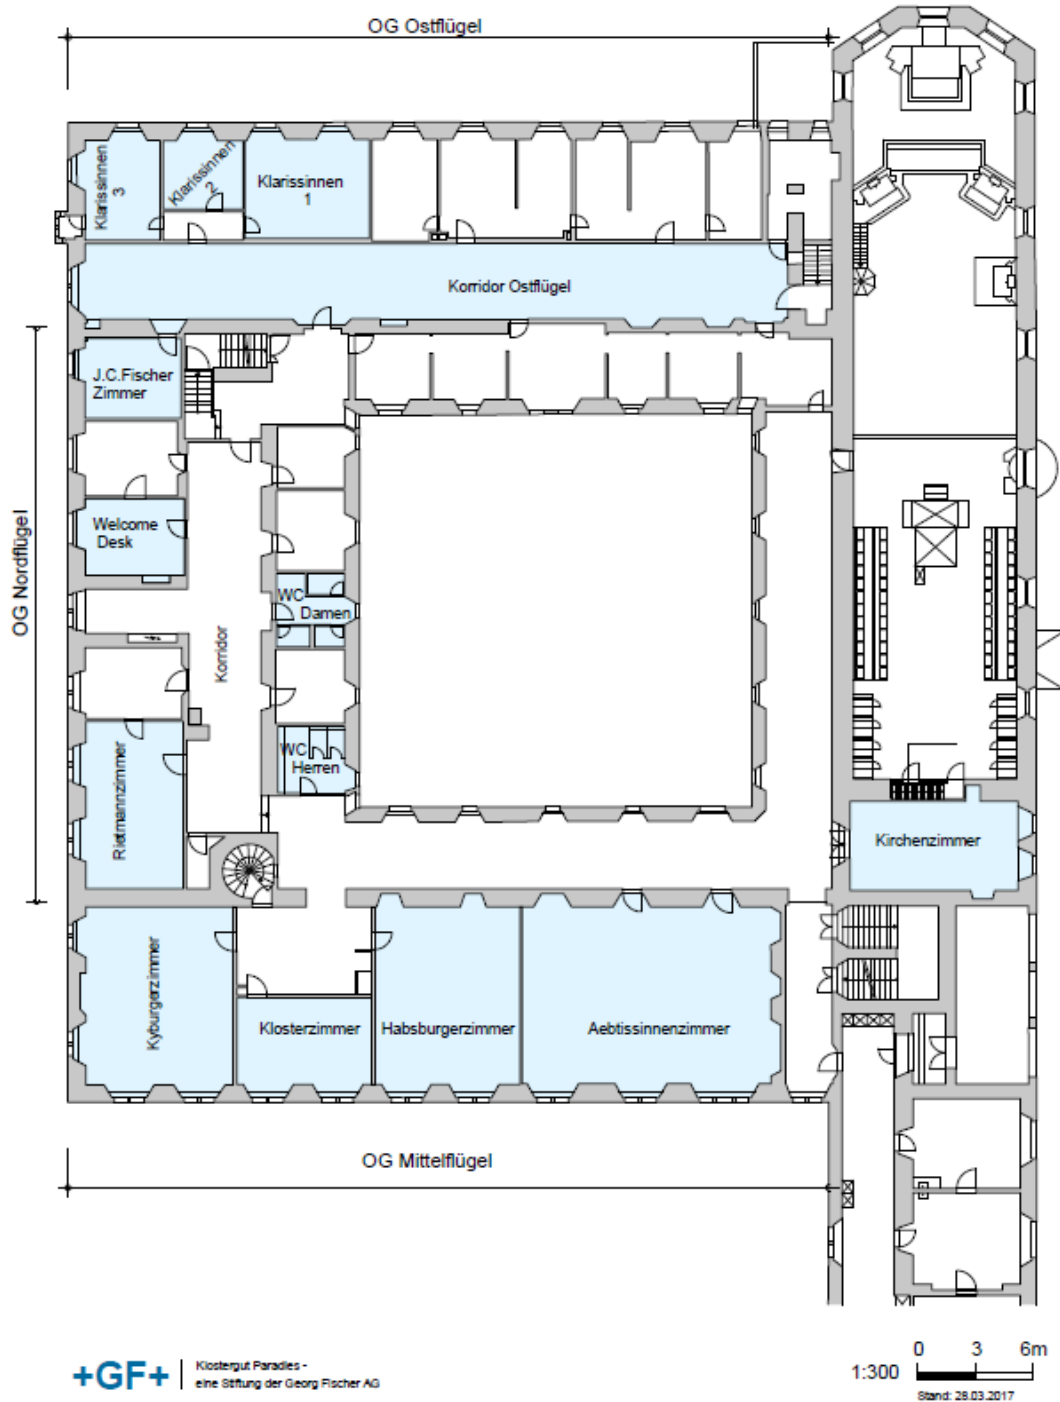 OG Ostflügel
Klarissinnen
3
Klarissinnen
2
Klarissinnen
1
Korridor Ostflügel
J.C.Fischer
Zimmer
Welcome
Desk
OG Nordflügel
WC
Damen
Korridor
WC
Herren
Rietmannzimmer
Kirchenzimmer
Kyburgerzimmer
Klosterzimmer
Habsburgerzimmer
Aebtissinnenzimmer
OG Mittelflügel
+GF+
Klostergut Paradies -
eine Stiftung der Georg Fischer AG
0 3 6m
1:300
Stand: 28.03.2017